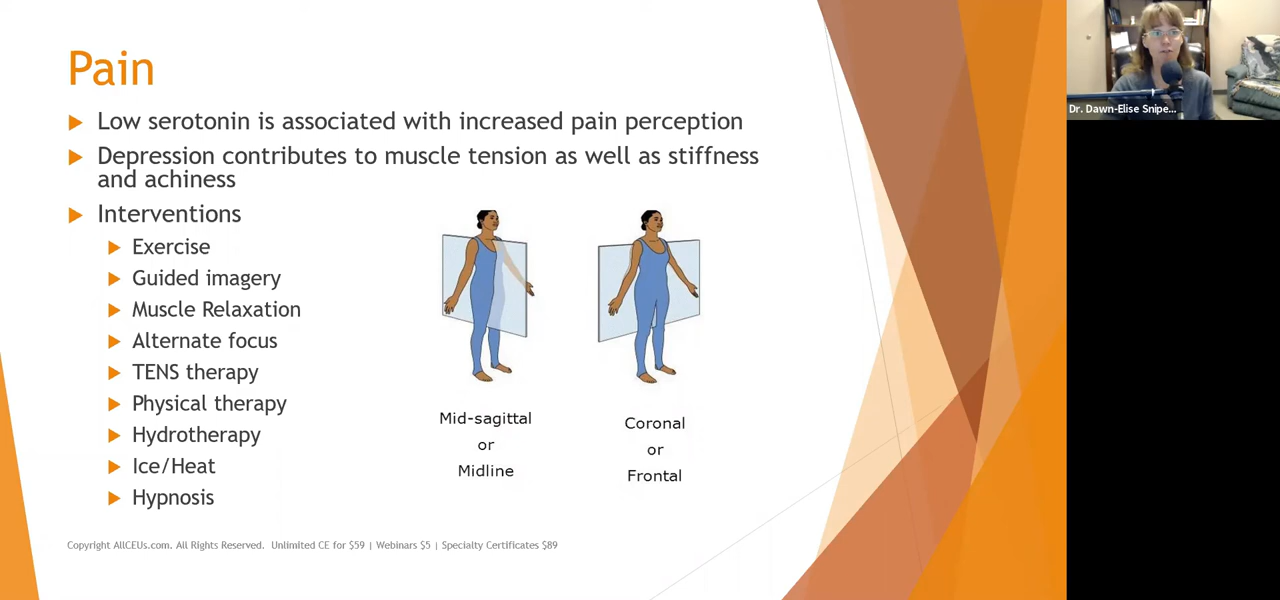 Pain
Low serotonin is associated with increased pain perception
Depression contributes to muscle tension as well as stiffness
and achiness
Interventions
Exercise
Guided imagery
Muscle Relaxation
Alternate focus
TENS therapy
Physical therapy
Hydrotherapy
Ice/Heat
Hypnosis
Mid-sagittal
or
Midline
Coronal
or
Frontal
Copyright AllCEUs.com. All Rights Reserved. Unlimited CE for $59 | Webinars $5 | Specialty Certificates $89
Dr. Dawn-Elise Snipe...